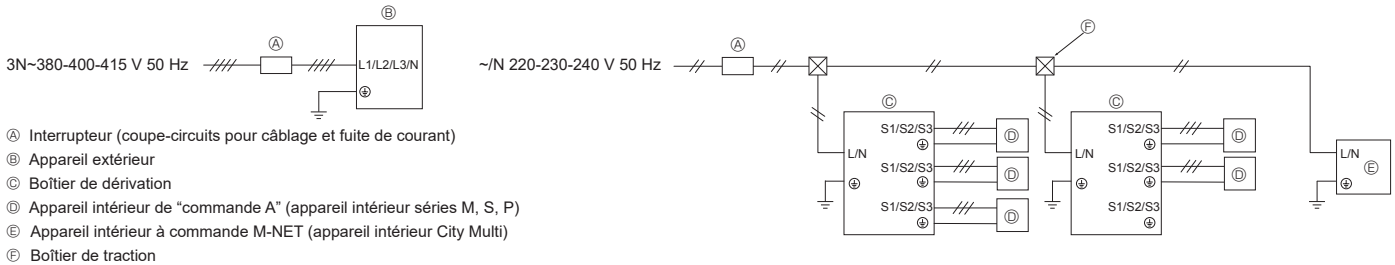 3N~380-400-415 V 50 Hz
Ⓐ
Ⓑ
L1/L2/L3/N
~/N 220-230-240 V 50 Hz
Ⓐ
Ⓕ
Ⓒ
L/N
S1/S2/S3
Ⓓ
S1/S2/S3
Ⓓ
S1/S2/S3
Ⓓ
Ⓒ
L/N
S1/S2/S3
Ⓓ
S1/S2/S3
Ⓓ
S1/S2/S3
L/N
Ⓔ
Ⓐ Interrupteur (coupe-circuits pour câblage et fuite de courant)
Ⓑ Appareil extérieur
Ⓒ Boîtier de dérivation
Ⓓ Appareil intérieur de “commande A” (appareil intérieur séries M, S, P)
Ⓔ Appareil intérieur à commande M-NET (appareil intérieur City Multi)
Ⓕ Boîtier de traction